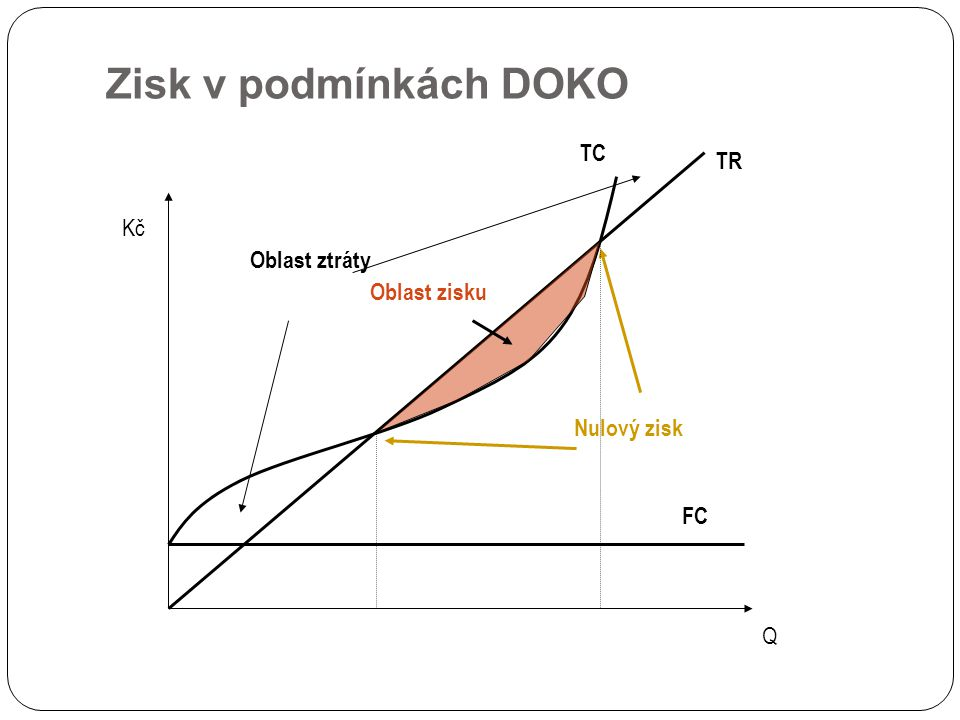 Zisk v podmínkách DOKO
TC
TR
Kč
Oblast ztráty
Oblast zisku
Nulový zisk
FC
Q